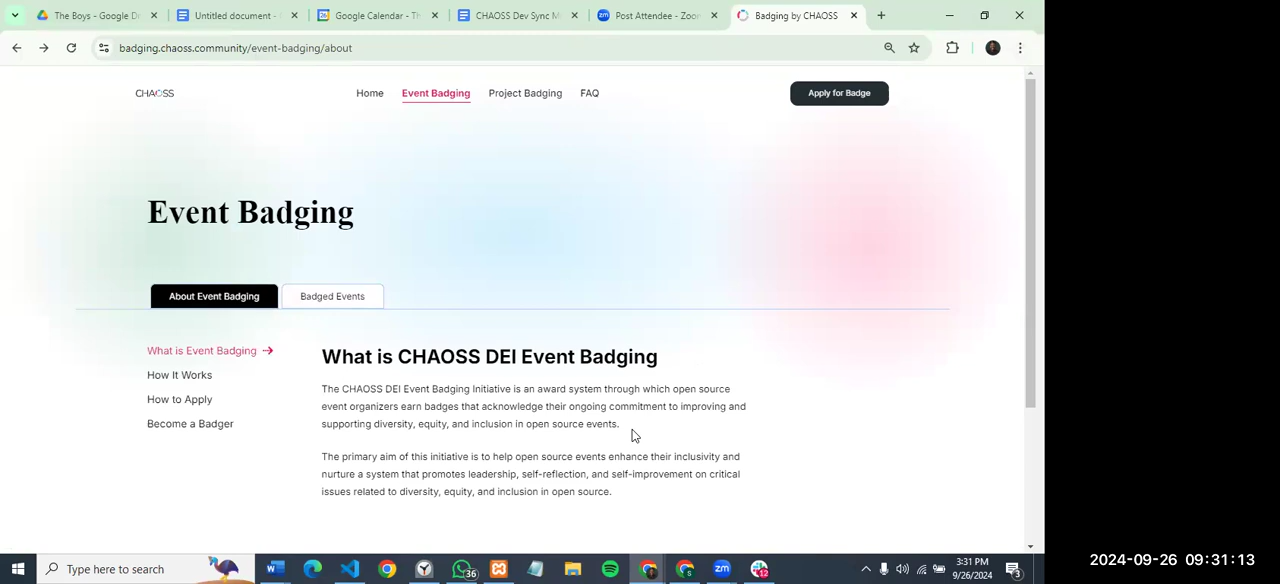 The Boys - Google D
Untitled document -
Google Calendar - Th
CHAOSS Dev Sync M
Post Attendee - Zoom
Badging by CHAOSS
badging.chaoss.community/event-badging/about
CHAOSS
Home
Event Badging
Project Badging
FAQ
Apply for Badge
Event Badging
About Event Badging
Badged Events
What is Event Badging
How It Works
How to Apply
Become a Badger
What is CHAOSS DEI Event Badging
The CHAOSS DEI Event Badging Initiative is an award system through which open source
event organizers earn badges that acknowledge their ongoing commitment to improving and
supporting diversity, equity, and inclusion in open source events.
The primary aim of this initiative is to help open source events enhance their inclusivity and
nurture a system that promotes leadership, self-reflection, and self-improvement on critical
issues related to diversity, equity, and inclusion in open source.
Type here to search
36
12
3:31 PM
9/26/2024
3
2024-09-26 09:31:13